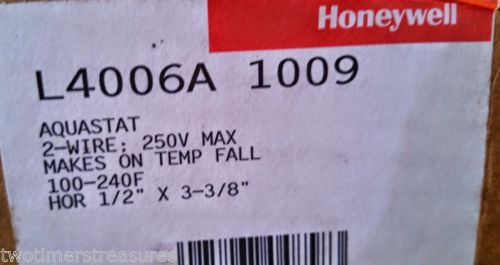 Honeywell
L4006A 1009
AQUASTAT
2-WIRE: 250V MAX
MAKES ON TEMP FALL
100-240F
HOR 1/2" X 3-3/8"
© twotimerstreasures